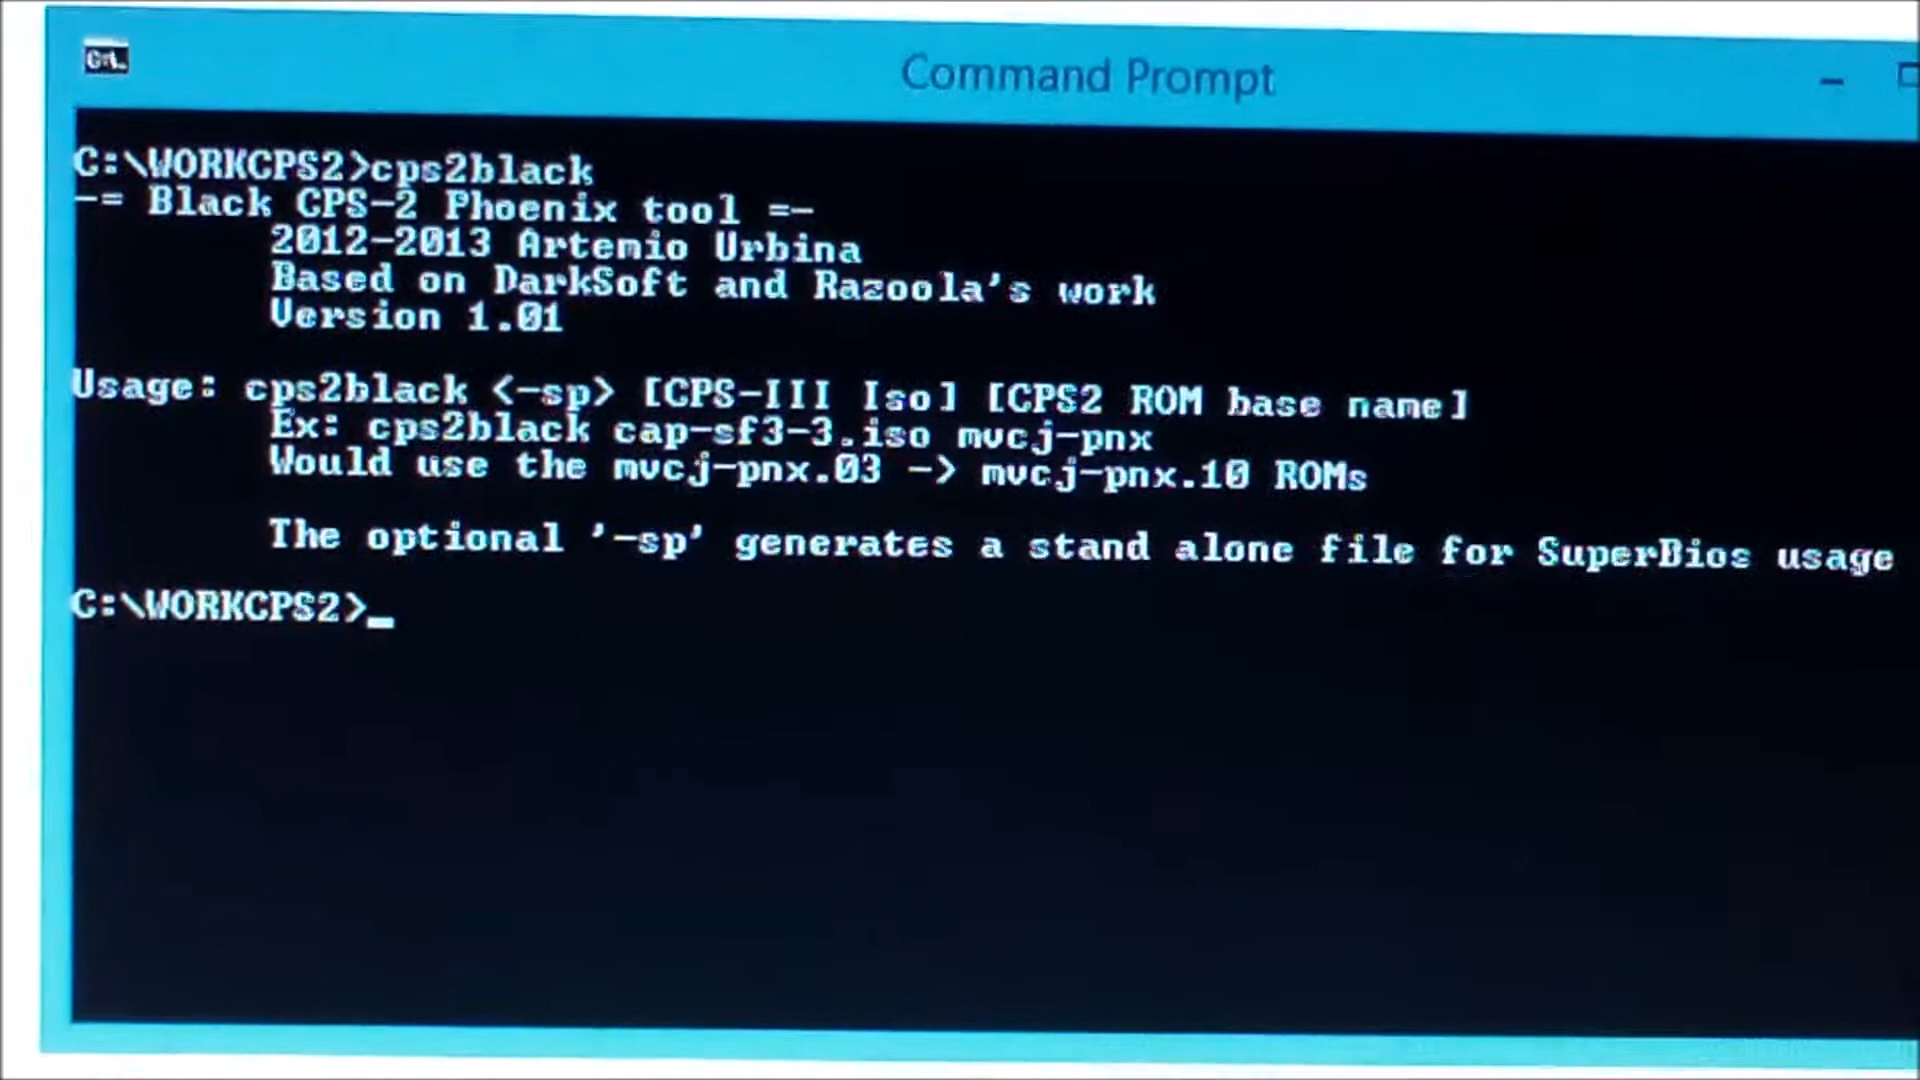 Command Prompt
C:\WORKCPS2>cps2black
-= Black CPS-2 Phoenix tool =-
2012-2013 Artemio Urbina
Based on DarkSoft and Razoola's work
Version 1.01
Usage: cps2black <-sp> [CPS-III Iso] [CPS2 ROM base name]
Ex: cps2black cap-sf3-3.iso mvcj-pnx
Would use the mvcj-pnx.03 -> mvcj-pnx.10 ROMs
The optional '-sp' generates a stand alone file for SuperBios usage
C:\WORKCPS2>_